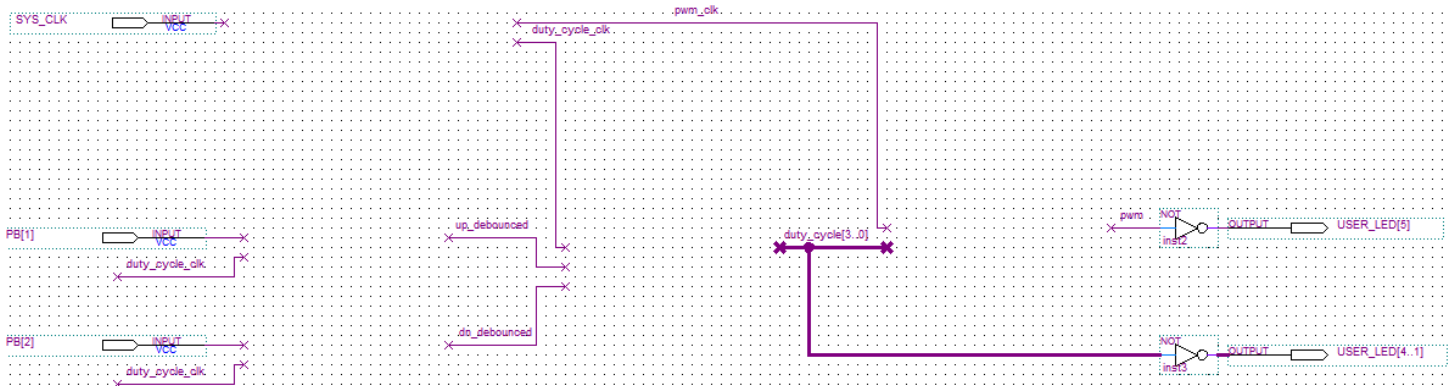 SYS_CLK
INPUT
VCC
pwm_clk
duty_cycle_clk
PB[1]
INPUT
VCC
duty_cycle_clk
up_debounced
duty_cycle[3..0]
pwm
NOT
inst2
OUTPUT
USER_LED[5]
PB[2]
INPUT
VCC
duty_cycle_clk
dn_debounced
NOT
inst3
OUTPUT
USER_LED[4..1]